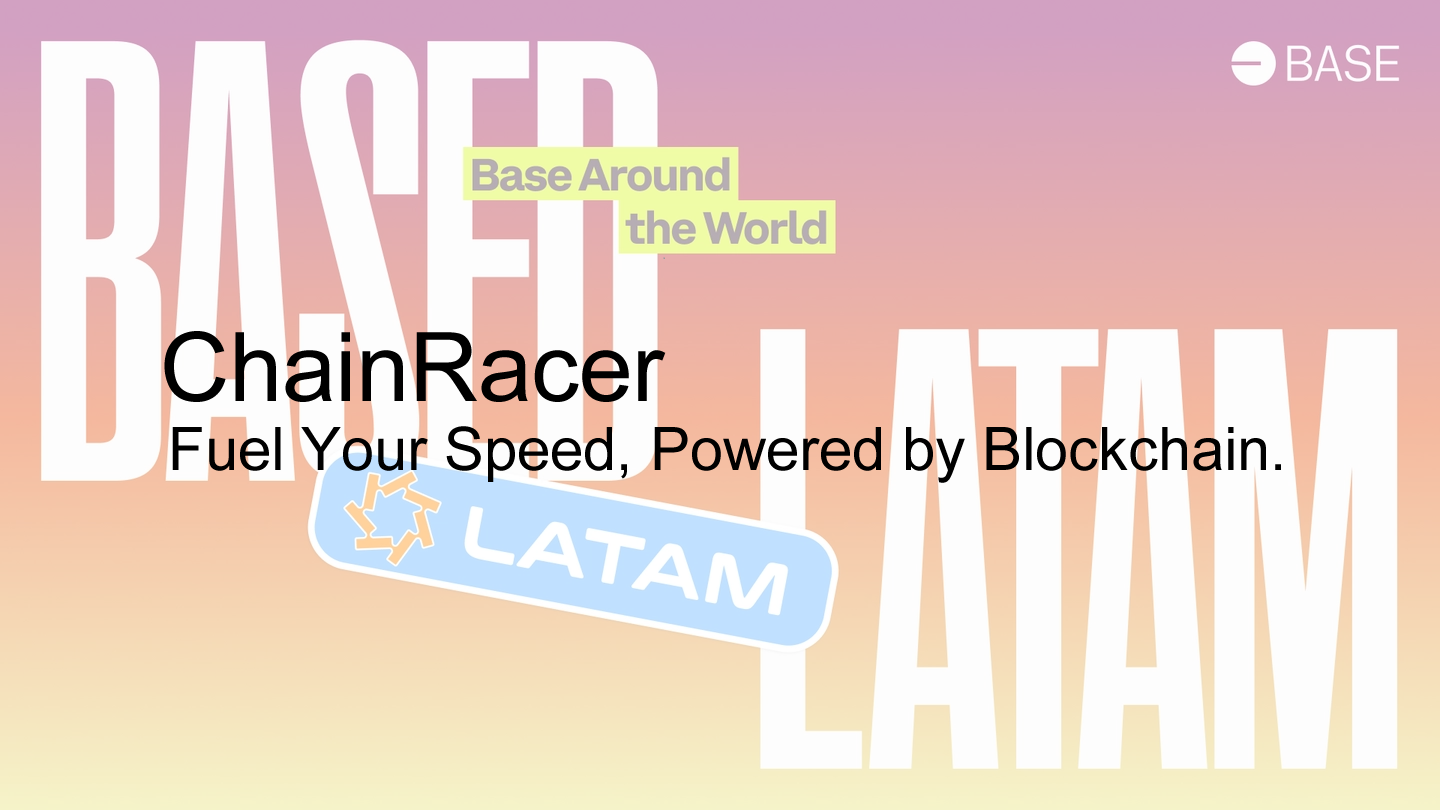 BASED
BASE
Base Around
the World
ChainRacer
Fuel Your Speed, Powered by Blockchain.
LATAM
LATAM